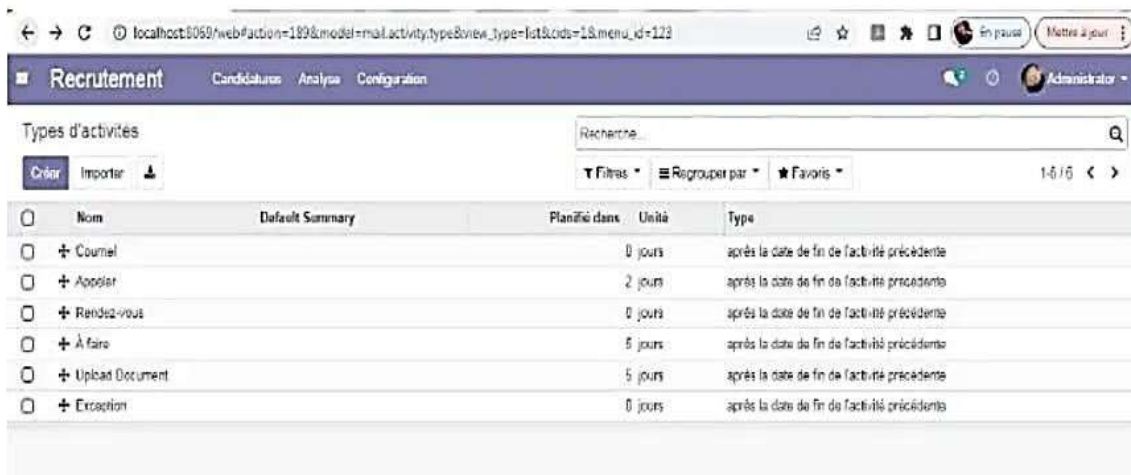 localhost:8069/web#action=189&model=mail.activity.type&view_type=list&cids=1&menu_id=123 En pause Mettre à jour
Recrutement Candidatures Analyse Configuration Administrator
Types d'activités Recherche...
Créer Importer Filtres Regrouper par Favoris 1-6 / 6
Nom Default Summary Planifié dans Unité Type
Courriel 0 jours après la date de fin de l'activité précédente
Appeler 2 jours après la date de fin de l'activité précédente
Rendez-vous 0 jours après la date de fin de l'activité précédente
À faire 5 jours après la date de fin de l'activité précédente
Upload Document 5 jours après la date de fin de l'activité précédente
Exception 0 jours après la date de fin de l'activité précédente